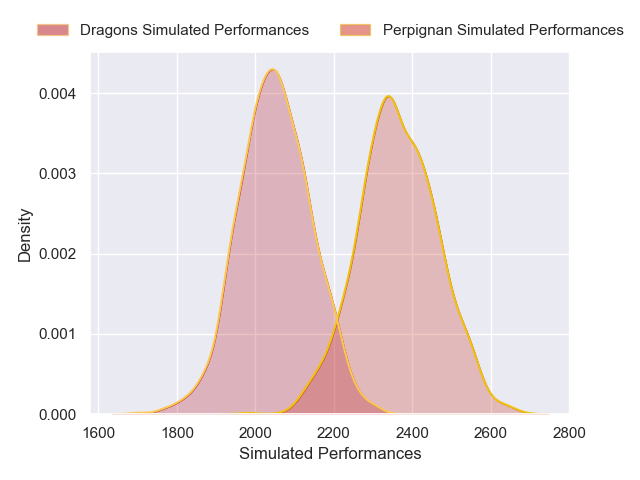 Dragons Simulated Performances
Perpignan Simulated Performances
Density
0.004
0.003
0.002
0.001
0.000
1600 1800 2000 2200 2400 2600 2800
Simulated Performances